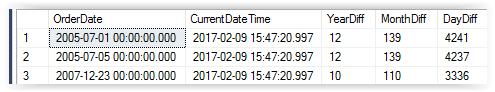 OrderDate CurrentDateTime YearDiff MonthDiff DayDiff
1 2005-07-01 00:00:00.000 2017-02-09 15:47:20.997 12 139 4241
2 2005-07-05 00:00:00.000 2017-02-09 15:47:20.997 12 139 4237
3 2007-12-23 00:00:00.000 2017-02-09 15:47:20.997 10 110 3336